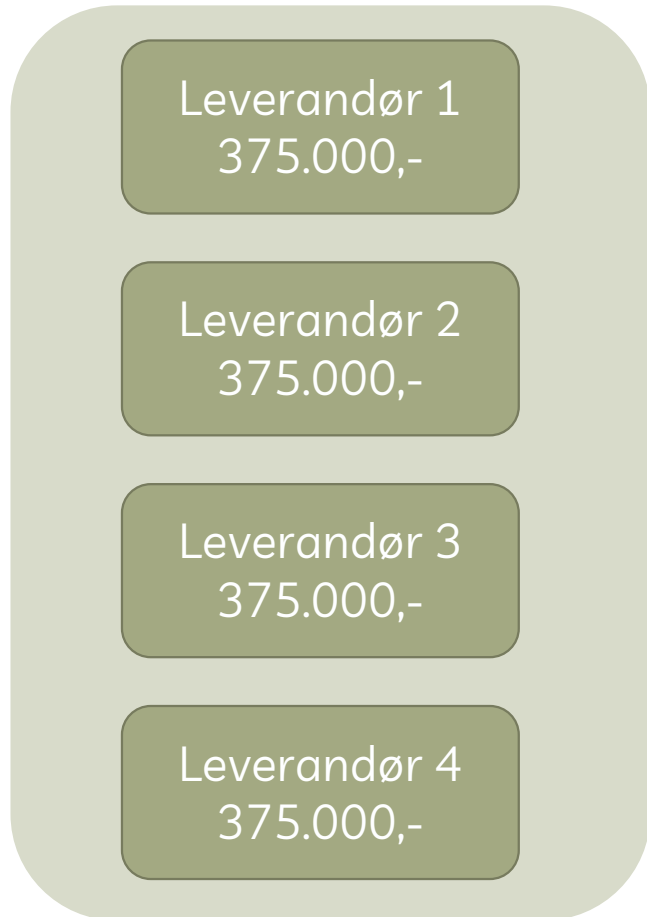 Leverandør 1
375.000,-
Leverandør 2
375.000,-
Leverandør 3
375.000,-
Leverandør 4
375.000,-